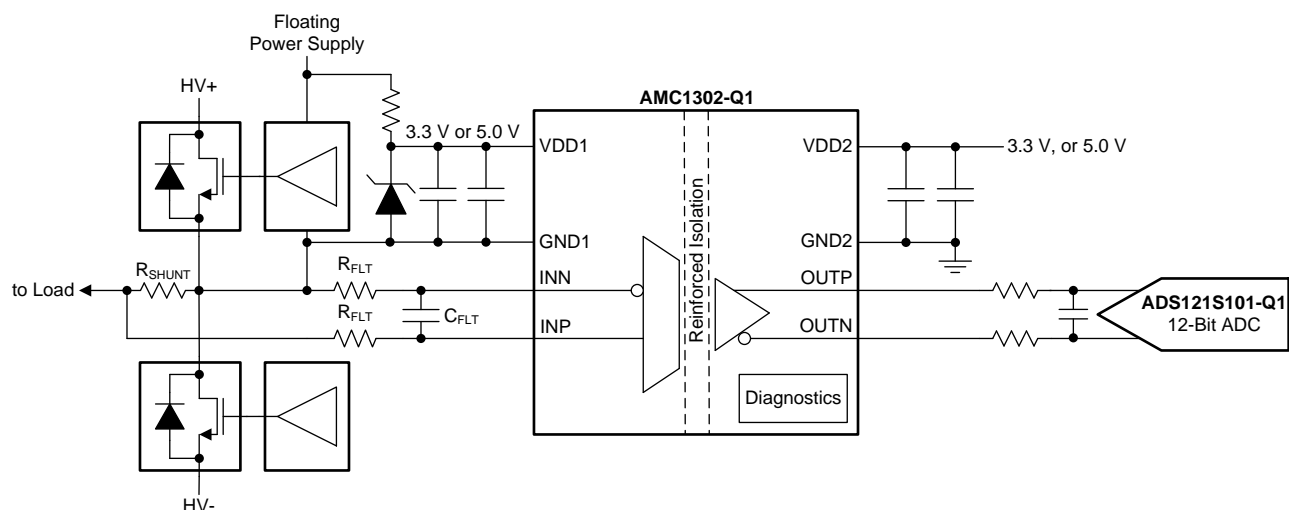 Floating
Power Supply
HV+
AMC1302-Q1
3.3 V or 5.0 V
VDD1
VDD2
3.3 V, or 5.0 V
Reinforced Isolation
GND1
GND2
RSHUNT
RFLT
INN
OUTP
to Load
ADS121S101-Q1
12-Bit ADC
RFLT
CFLT
INP
OUTN
Diagnostics
HV-